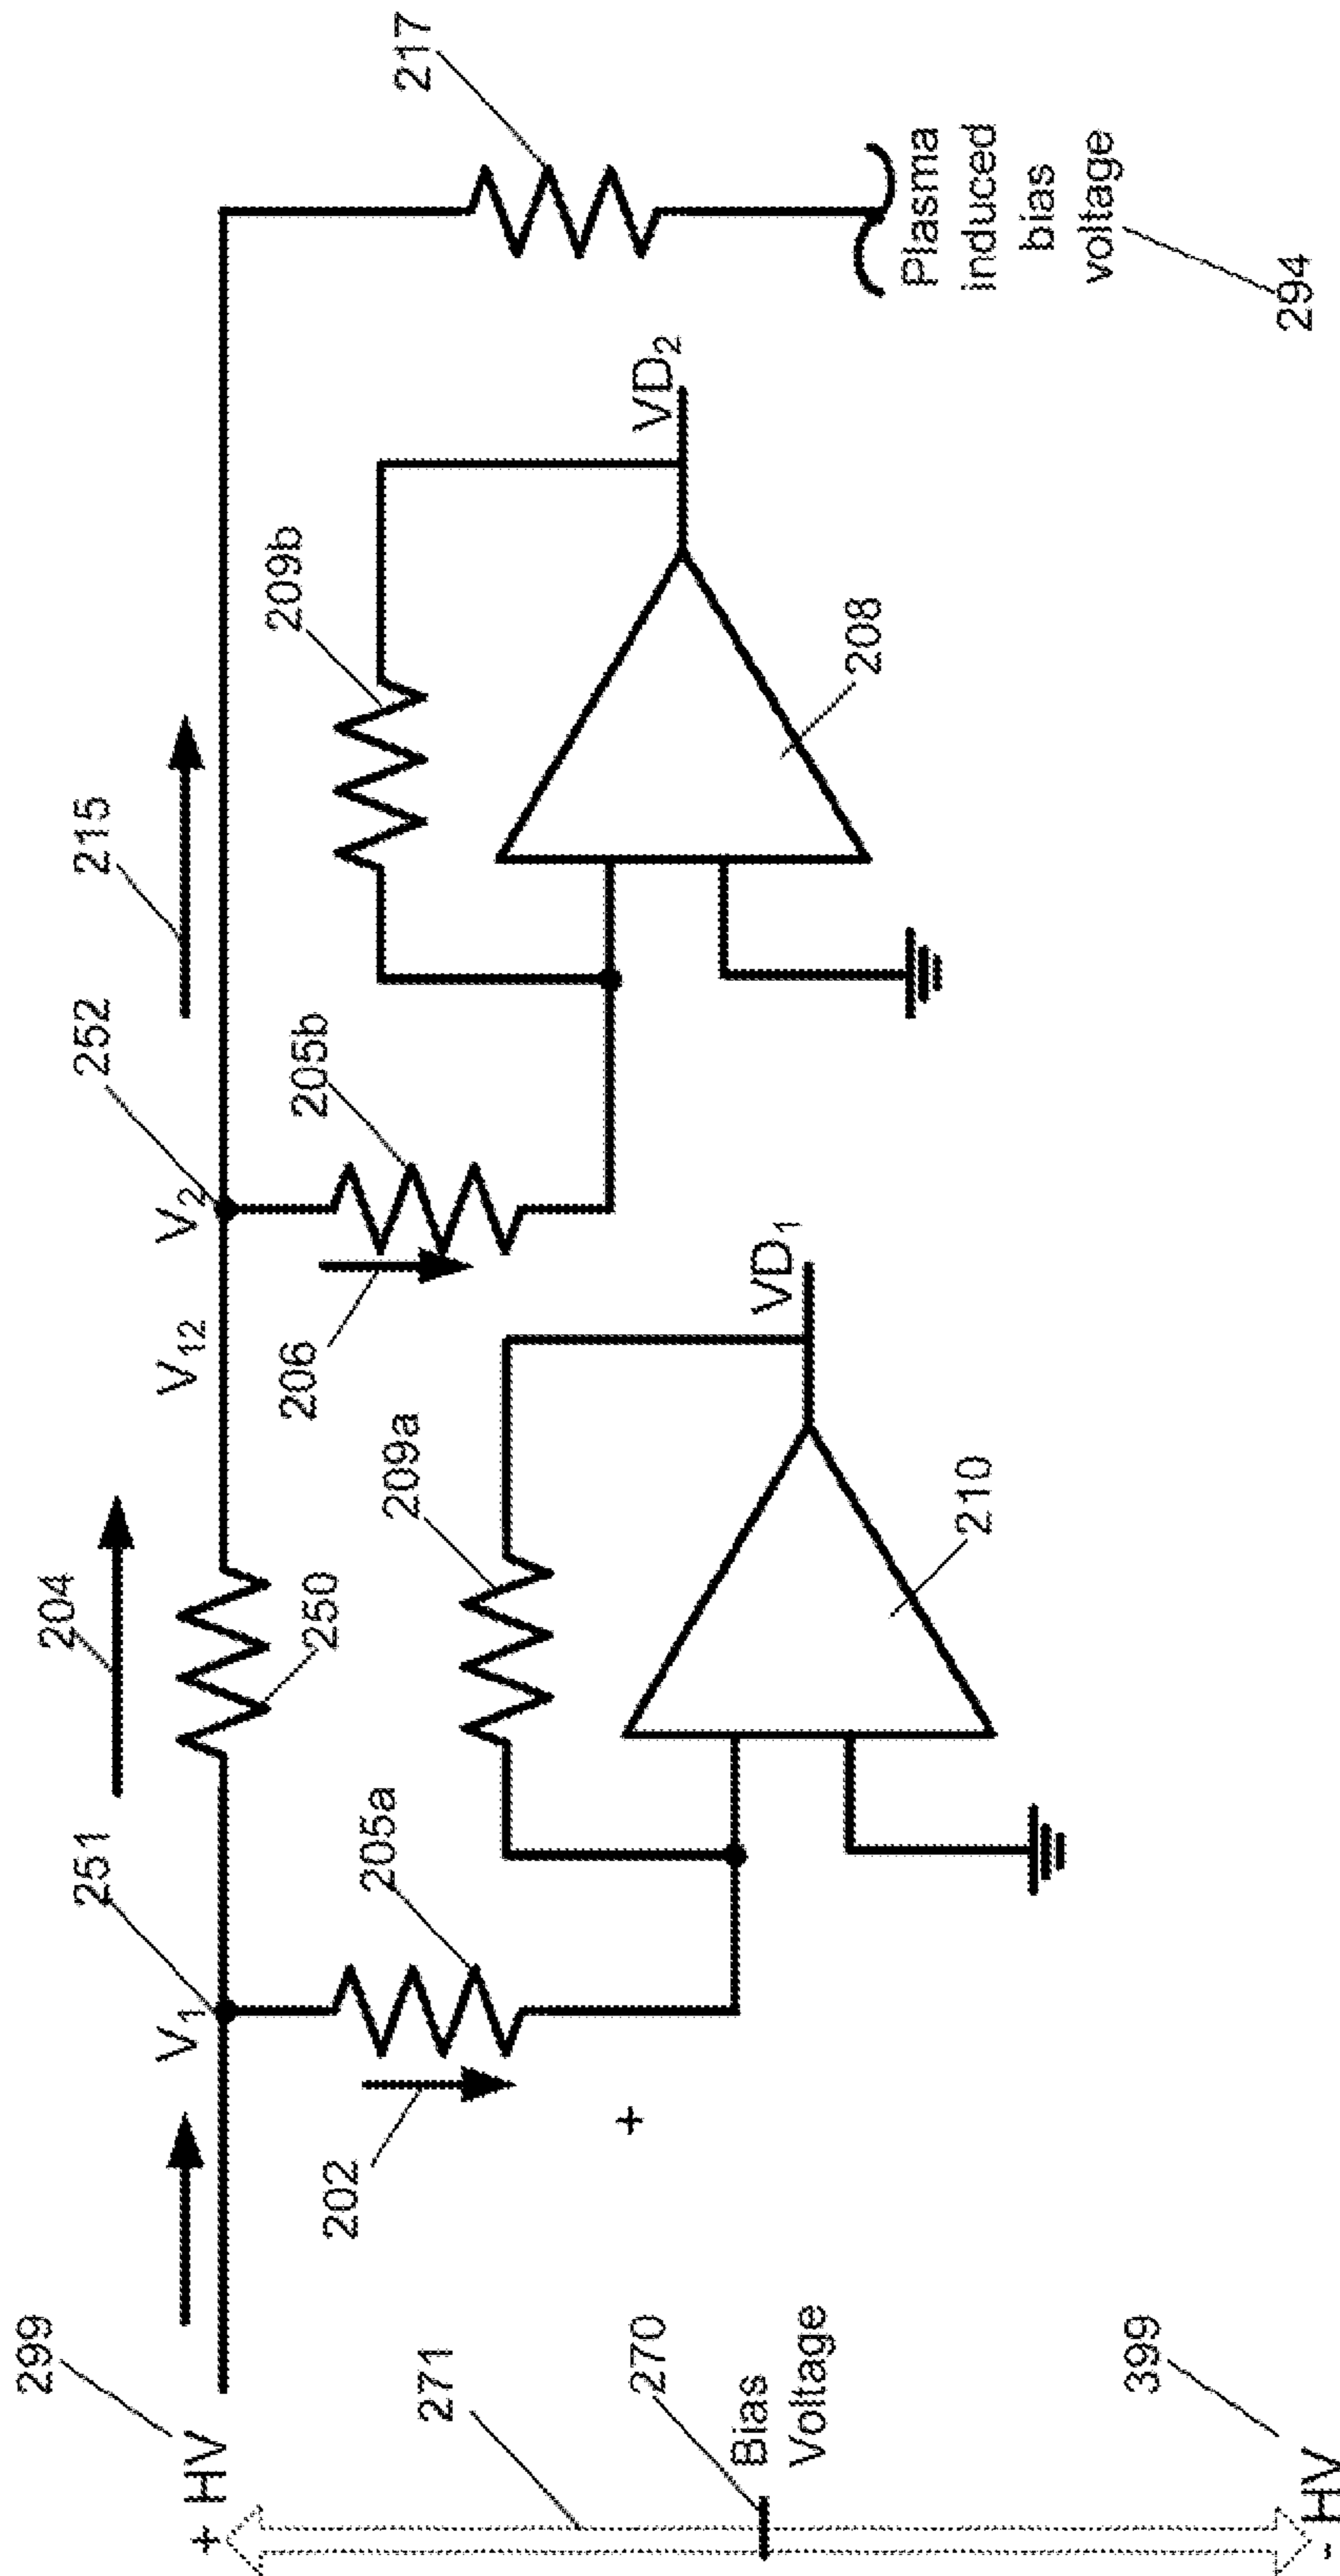 + HV
299
271
270
Bias
Voltage
- HV
399
V1
251
202
+
205a
204
250
209a
210
VD1
V12
V2
252
206
205b
215
209b
208
VD2
217
Plasma
induced
bias
voltage
294